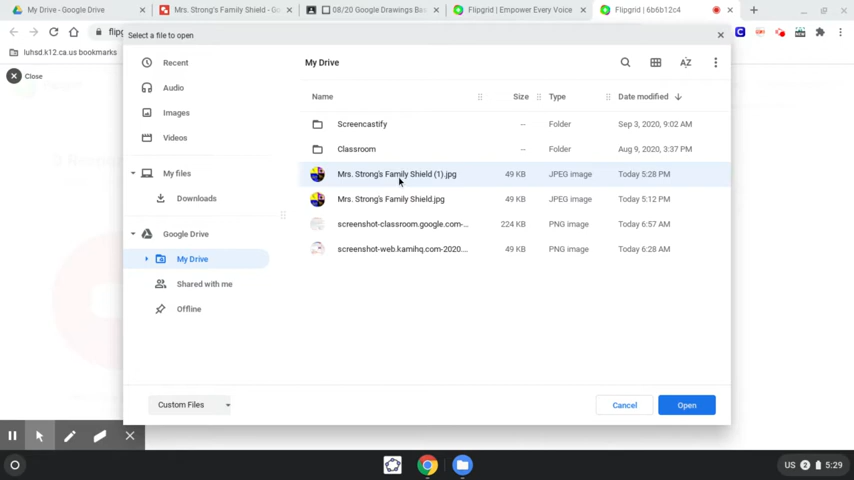 My Drive - Google Drive
Mrs. Strong's Family Shield - Go
08/20 Google Drawings Bas
Flipgrid | Empower Every Voice
Flipgrid | 6b6b12c4
flipg
luhsd.k12.ca.us bookmarks
Close
Select a file to open
Recent
Audio
Images
Videos
My files
Downloads
Google Drive
My Drive
Shared with me
Offline
My Drive
AZ
Name Size Type Date modified
Screencastify -- Folder Sep 3, 2020, 9:02 AM
Classroom -- Folder Aug 9, 2020, 3:37 PM
Mrs. Strong's Family Shield (1).jpg 49 KB JPEG image Today 5:28 PM
Mrs. Strong's Family Shield.jpg 49 KB JPEG image Today 5:12 PM
screenshot-classroom.google.com-... 224 KB PNG image Today 6:57 AM
screenshot-web.kamihq.com-2020.... 49 KB PNG image Today 6:28 AM
Custom Files
Cancel
Open
US 2 5:29